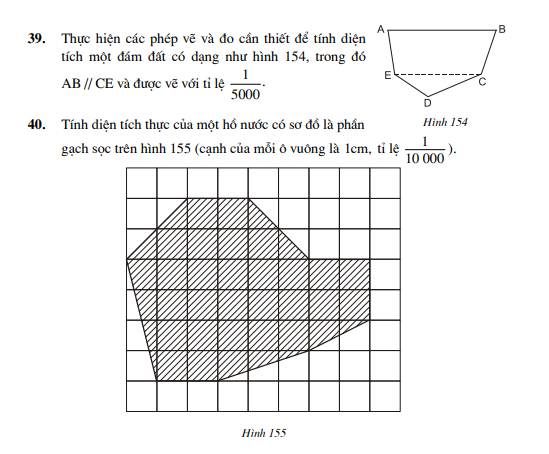 39. Thực hiện các phép vẽ và đo cần thiết để tính diện
tích một đám đất có dạng như hình 154, trong đó
AB // CE và được vẽ với tỉ lệ 1/5000.
A B
E C
D
Hình 154
40. Tính diện tích thực của một hồ nước có sơ đồ là phần
gạch sọc trên hình 155 (cạnh của mỗi ô vuông là 1cm, tỉ lệ 1/10 000).
Hình 155